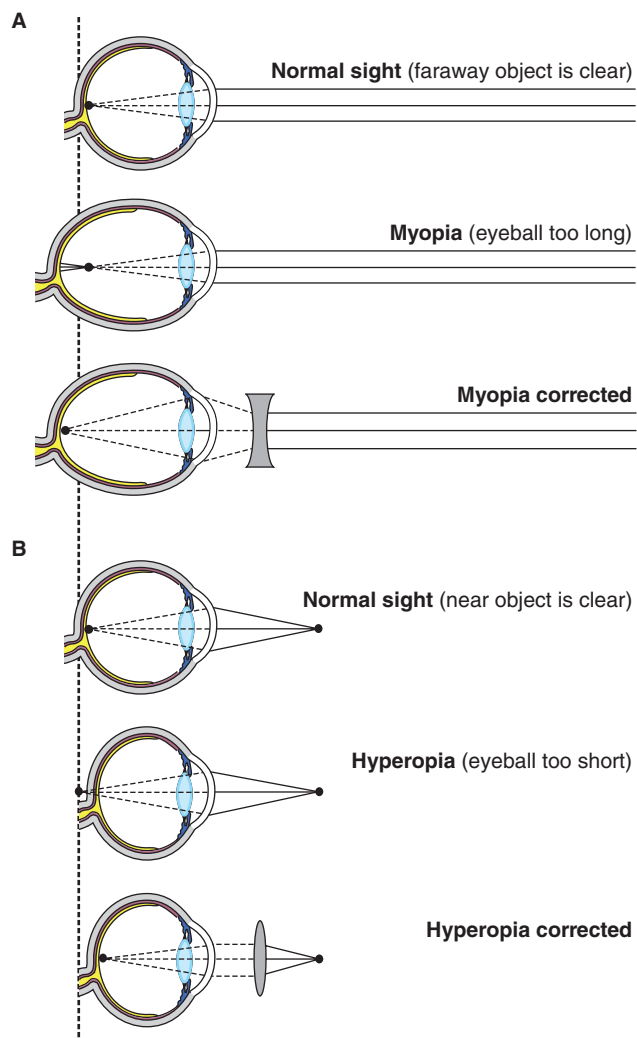 A
Normal sight (faraway object is clear)
Myopia (eyeball too long)
Myopia corrected
B
Normal sight (near object is clear)
Hyperopia (eyeball too short)
Hyperopia corrected